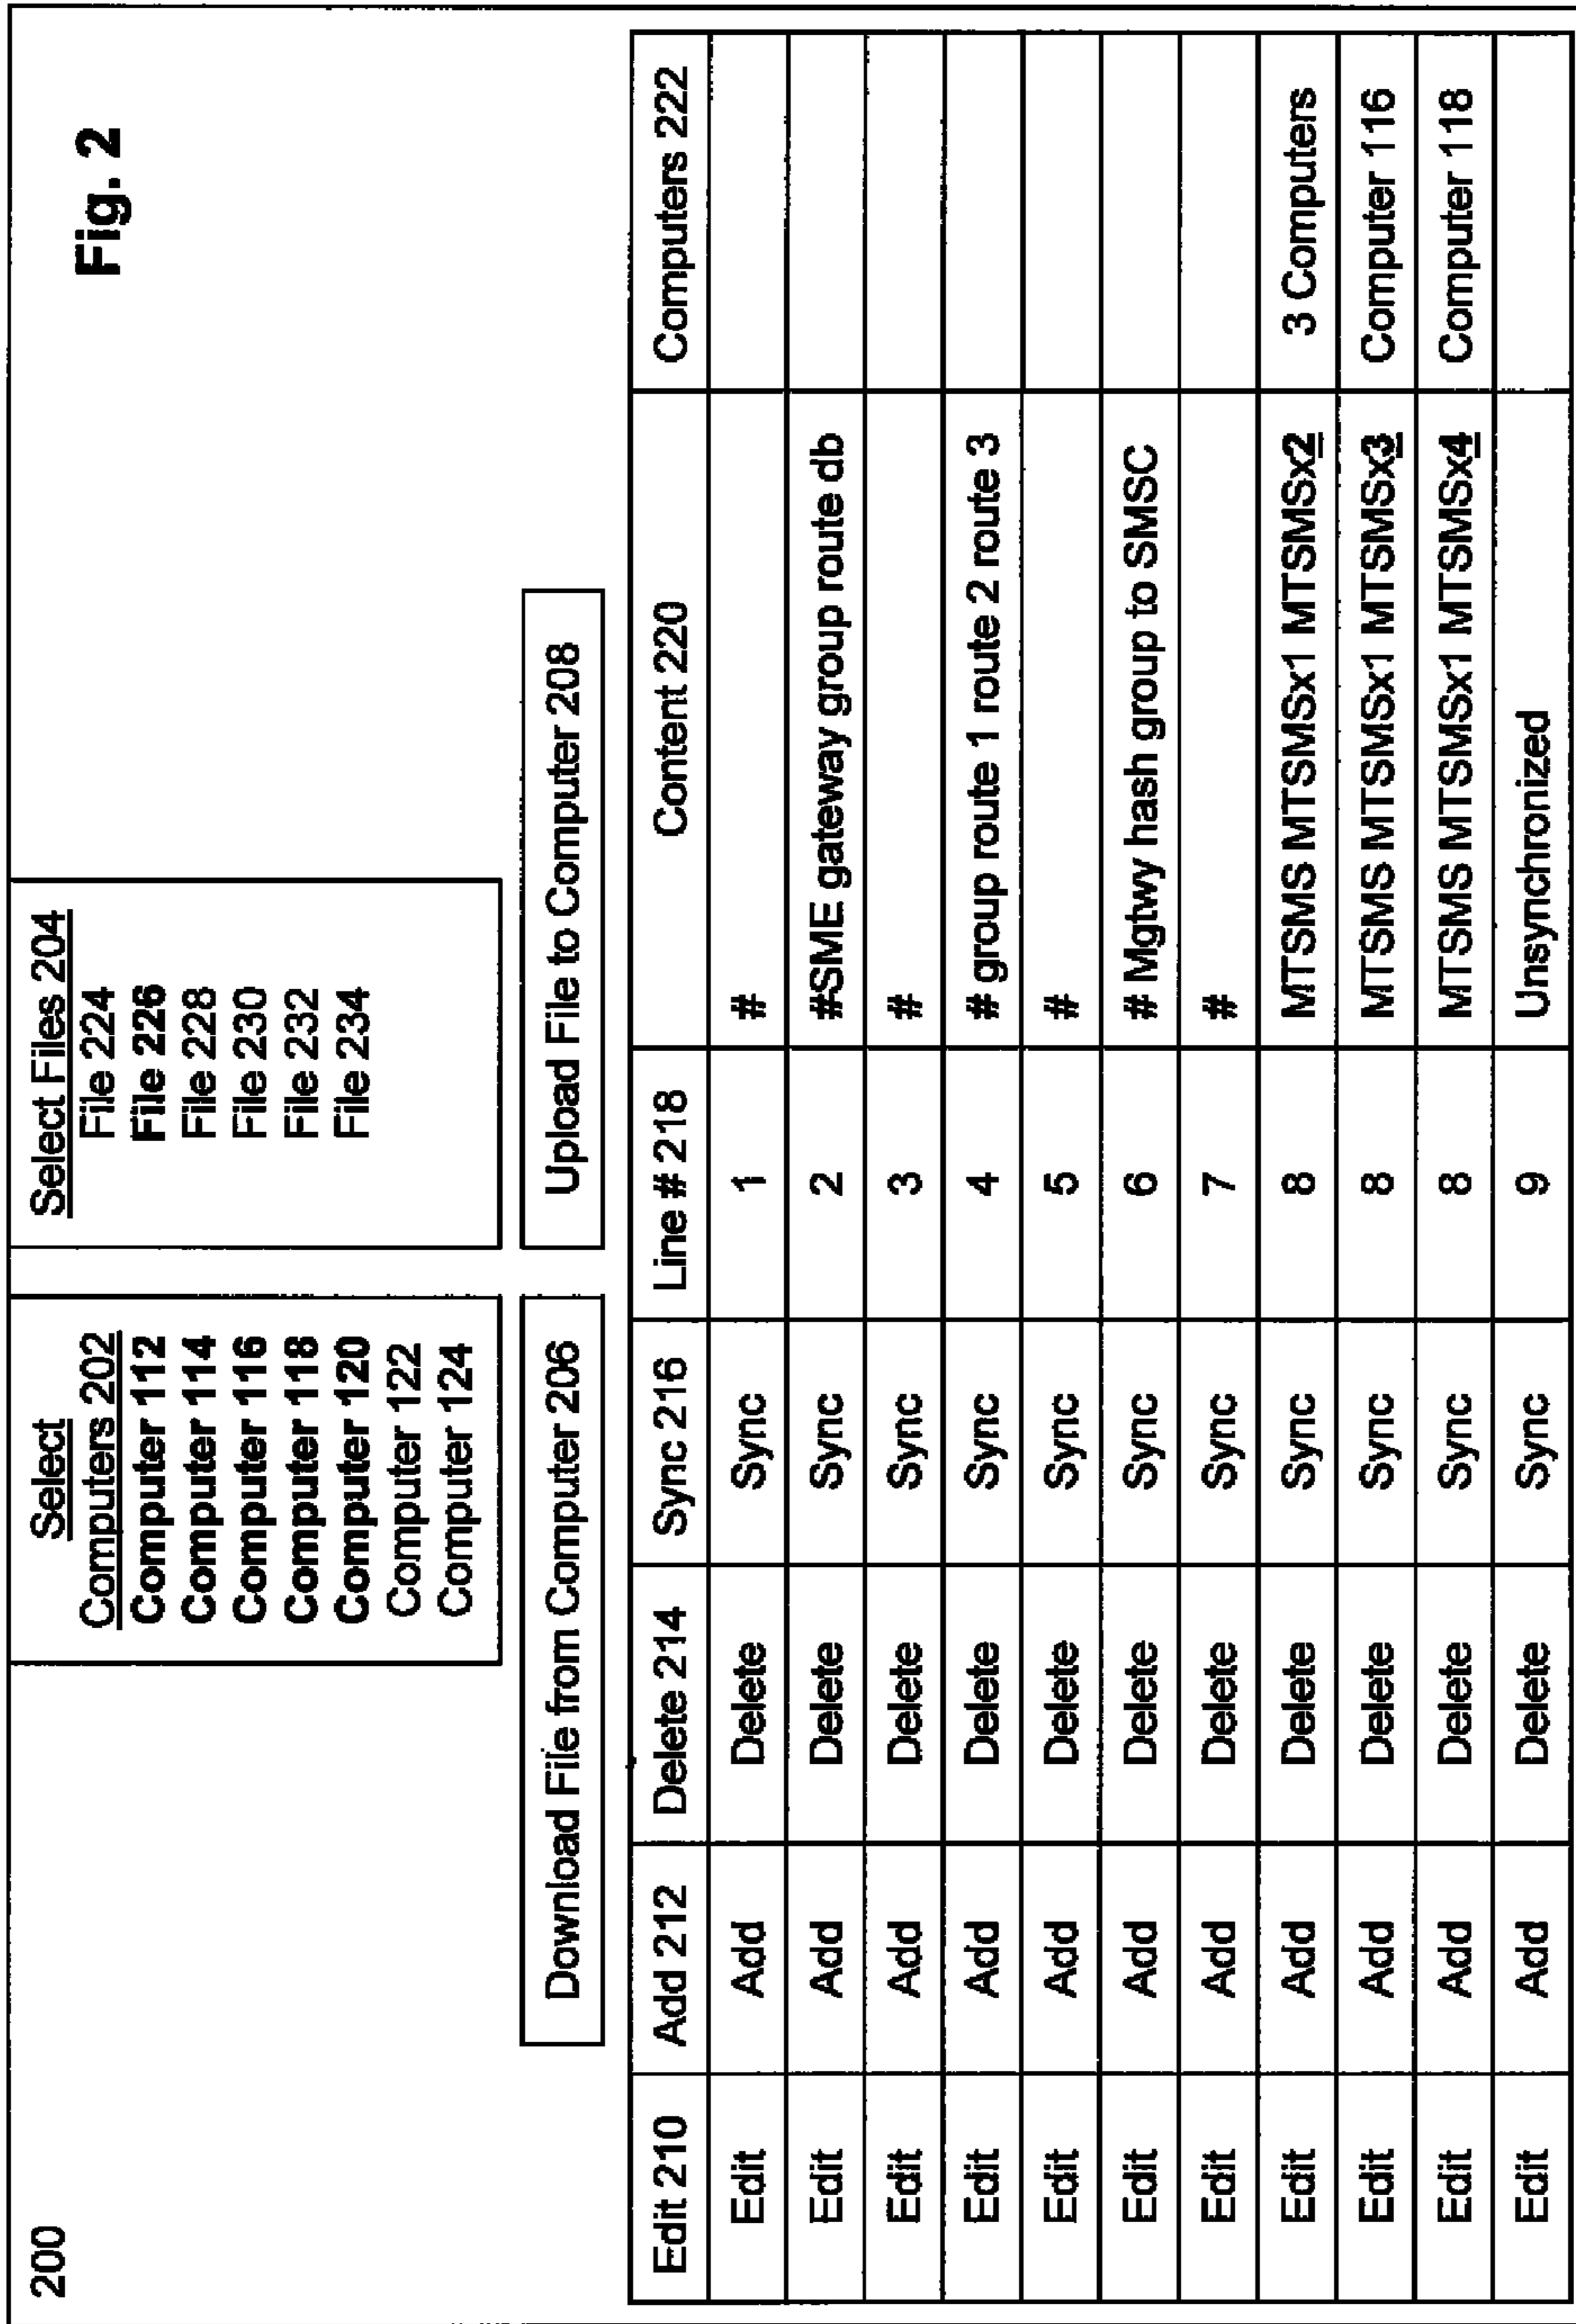 200
Fig. 2
Select
Computers 202
Computer 112
Computer 114
Computer 116
Computer 118
Computer 120
Computer 122
Computer 124
Select Files 204
File 224
File 226
File 228
File 230
File 232
File 234
Download File from Computer 206
Upload File to Computer 208
Edit 210 Add 212 Delete 214 Sync 216 Line # 218 Content 220 Computers 222
Edit Add Delete Sync 1 #
Edit Add Delete Sync 2 #SME gateway group route db
Edit Add Delete Sync 3 #
Edit Add Delete Sync 4 # group route 1 route 2 route 3
Edit Add Delete Sync 5 #
Edit Add Delete Sync 6 # Mgtwy hash group to SMSC
Edit Add Delete Sync 7 #
Edit Add Delete Sync 8 MTSMS MTSMSx1 MTSMSx2 3 Computers
Edit Add Delete Sync 8 MTSMS MTSMSx1 MTSMSx3 Computer 116
Edit Add Delete Sync 8 MTSMS MTSMSx1 MTSMSx4 Computer 118
Edit Add Delete Sync 9 Unsynchronized